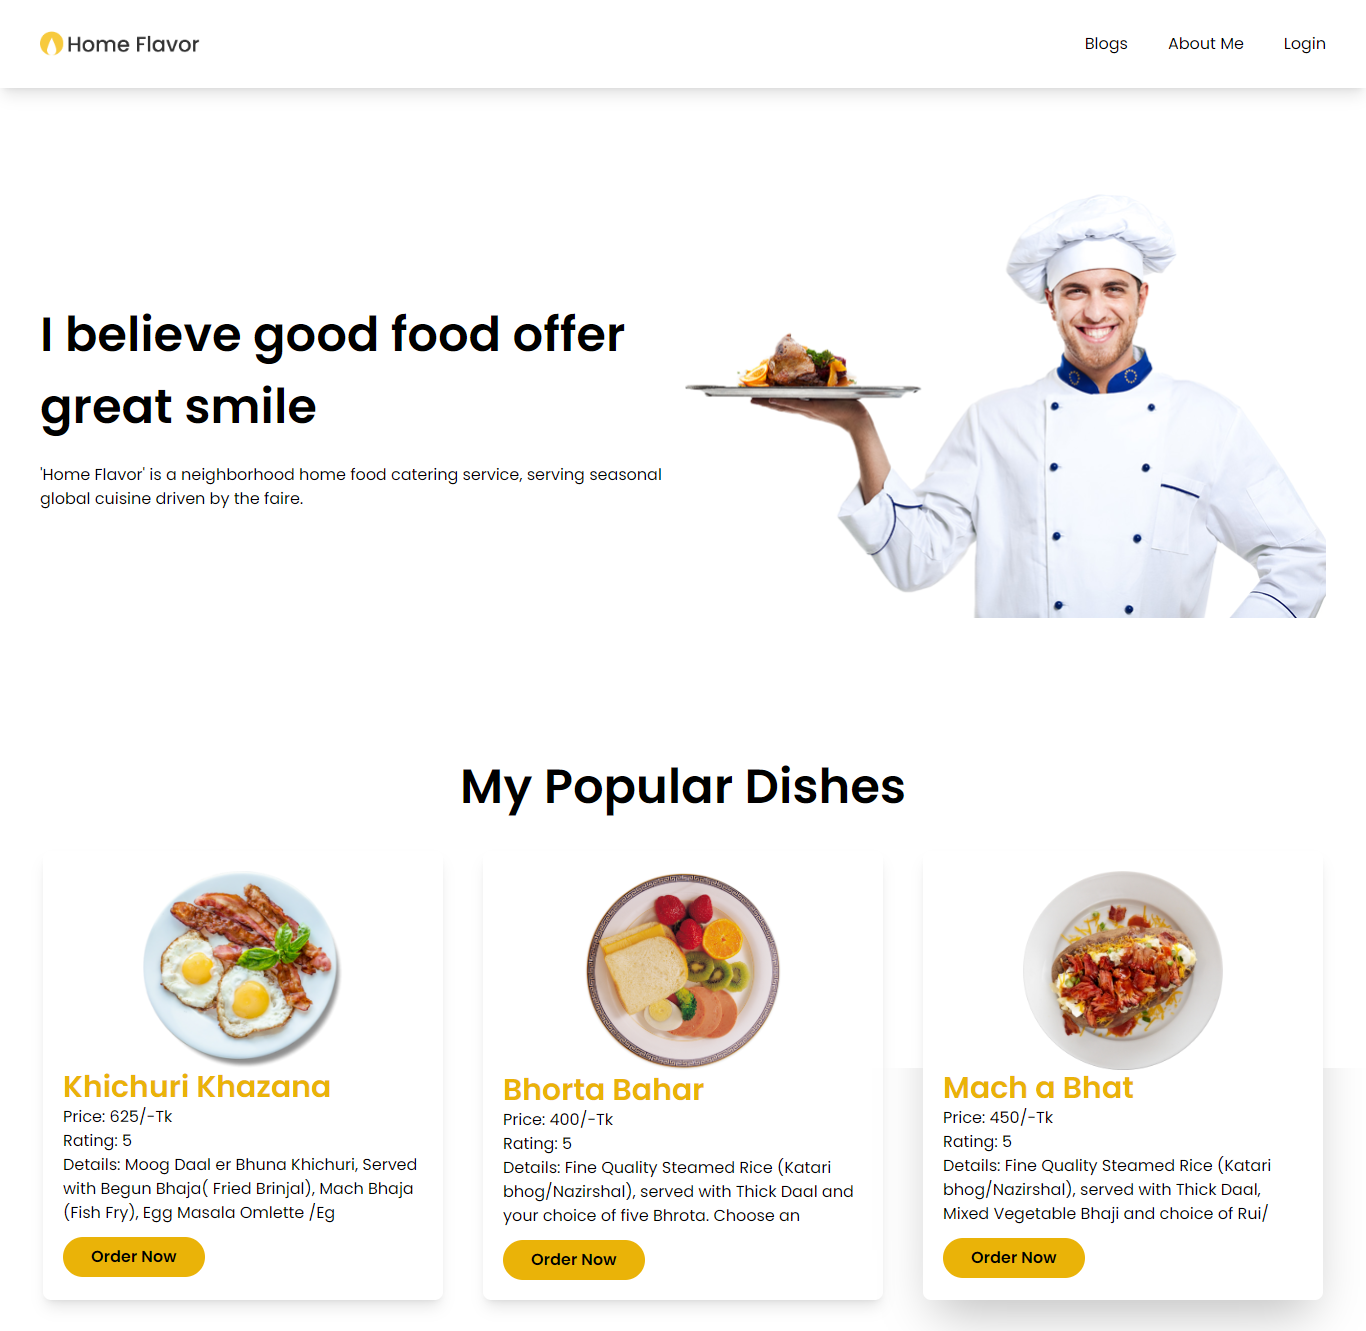 Home Flavor
Blogs
About Me
Login
I believe good food offer
great smile
'Home Flavor' is a neighborhood home food catering service, serving seasonal
global cuisine driven by the faire.
My Popular Dishes
Khichuri Khazana
Price: 625/-Tk
Rating: 5
Details: Moog Daal er Bhuna Khichuri, Served
with Begun Bhaja( Fried Brinjal), Mach Bhaja
(Fish Fry), Egg Masala Omlette /Eg
Order Now
Bhorta Bahar
Price: 400/-Tk
Rating: 5
Details: Fine Quality Steamed Rice (Katari
bhog/Nazirshal), served with Thick Daal and
your choice of five Bhrota. Choose an
Order Now
Mach a Bhat
Price: 450/-Tk
Rating: 5
Details: Fine Quality Steamed Rice (Katari
bhog/Nazirshal), served with Thick Daal,
Mixed Vegetable Bhaji and choice of Rui/
Order Now